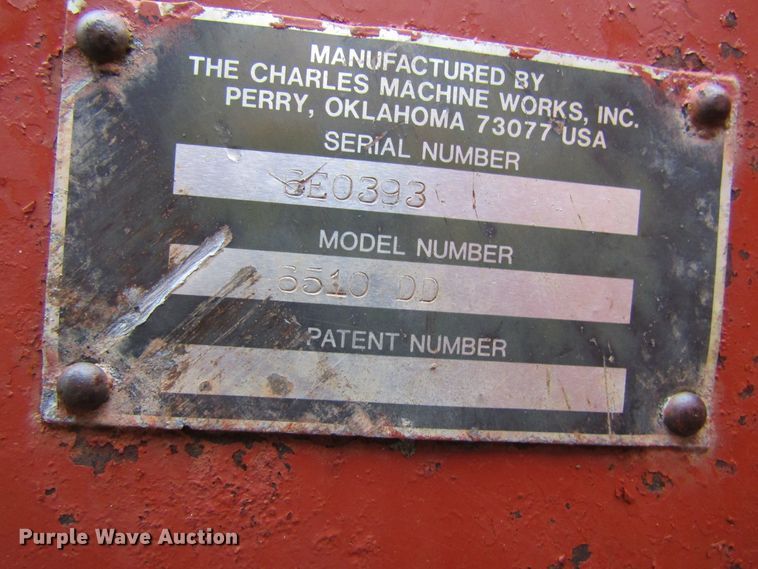 MANUFACTURED BY
THE CHARLES MACHINE WORKS, INC.
PERRY, OKLAHOMA 73077 USA
SERIAL NUMBER
6E0393
MODEL NUMBER
6510 DD
PATENT NUMBER
Purple Wave Auction